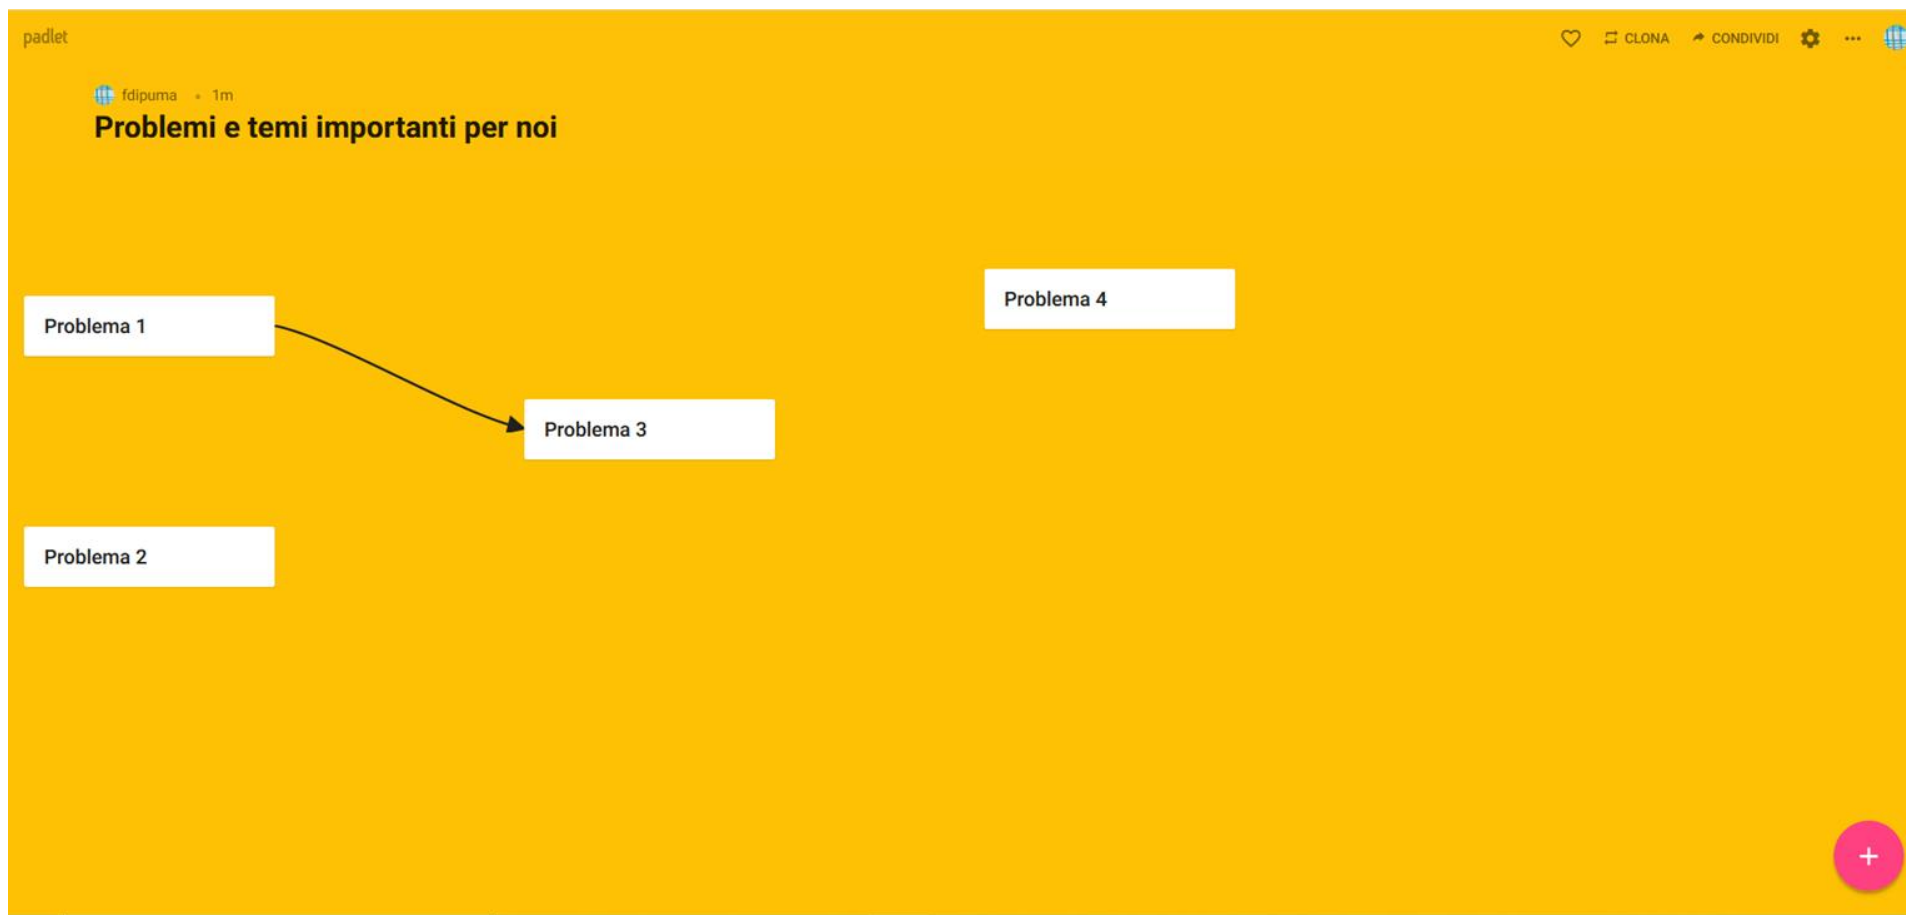 padlet
CLONA CONDIVIDI
fdipuma • 1m
Problemi e temi importanti per noi
Problema 4
Problema 1
Problema 3
Problema 2